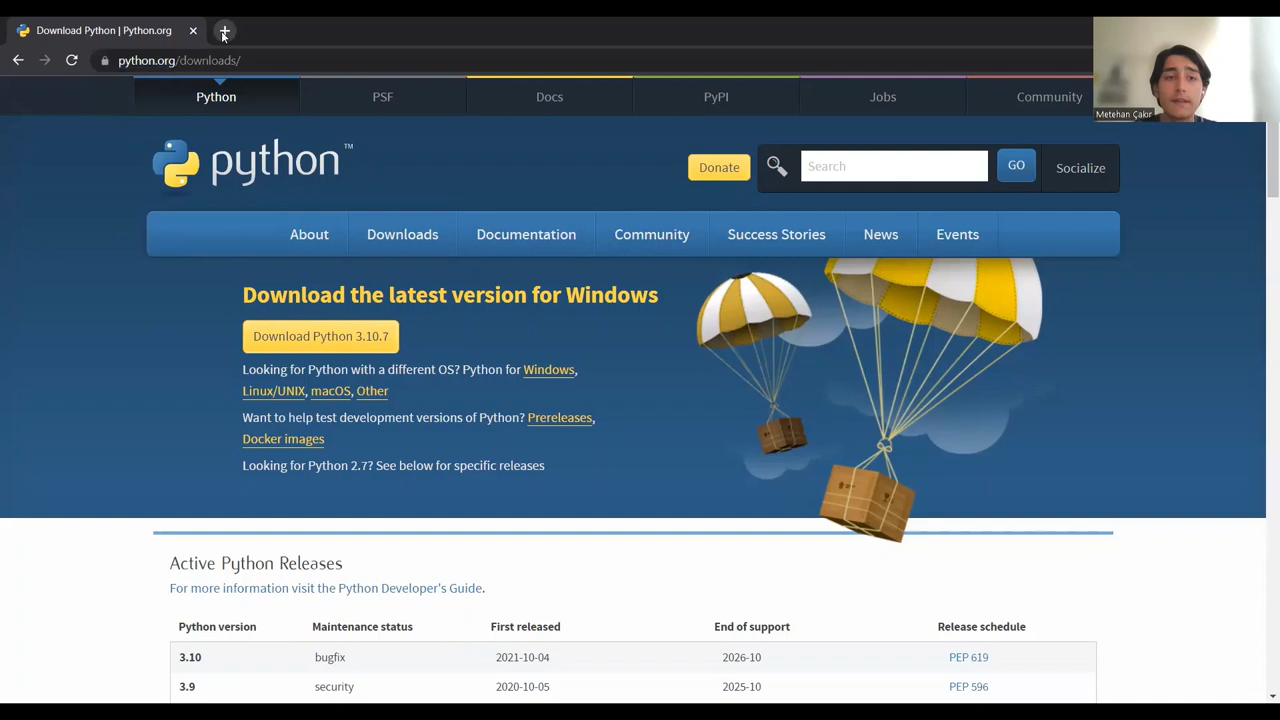 Download Python | Python.org
python.org/downloads/
Metehan Çakır
Python PSF Docs PyPI Jobs Community
python™
Donate Search GO Socialize
About Downloads Documentation Community Success Stories News Events
Download the latest version for Windows
Download Python 3.10.7
Looking for Python with a different OS? Python for Windows,
Linux/UNIX, macOS, Other
Want to help test development versions of Python? Prereleases,
Docker images
Looking for Python 2.7? See below for specific releases
Active Python Releases
For more information visit the Python Developer's Guide.
Python version Maintenance status First released End of support Release schedule
3.10 bugfix 2021-10-04 2026-10 PEP 619
3.9 security 2020-10-05 2025-10 PEP 596